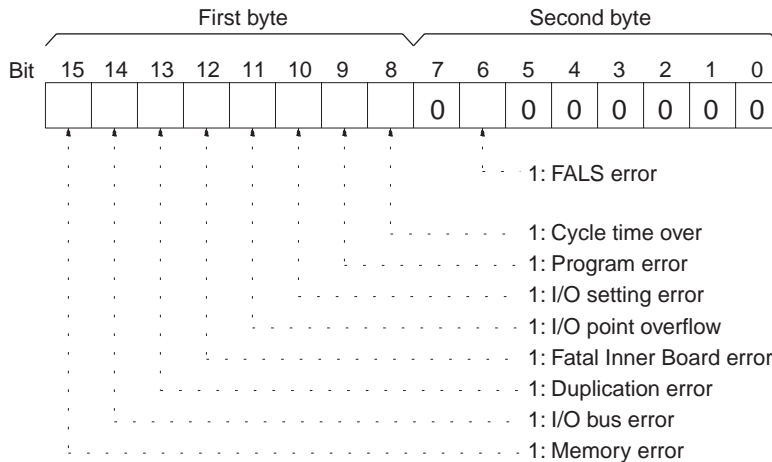 First byte Second byte
Bit 15 14 13 12 11 10 9 8 7 6 5 4 3 2 1 0
0 0 0 0 0 0 0
1: FALS error
1: Cycle time over
1: Program error
1: I/O setting error
1: I/O point overflow
1: Fatal Inner Board error
1: Duplication error
1: I/O bus error
1: Memory error